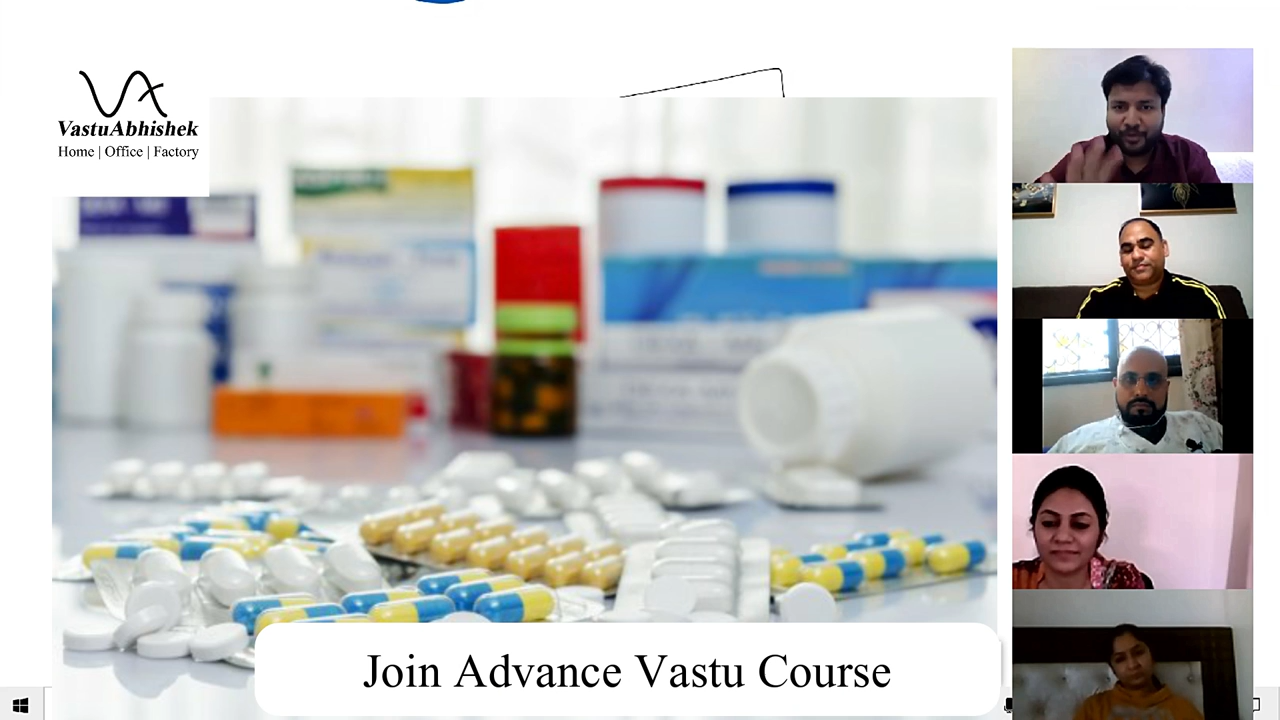 VastuAbhishek
Home | Office | Factory
Join Advance Vastu Course